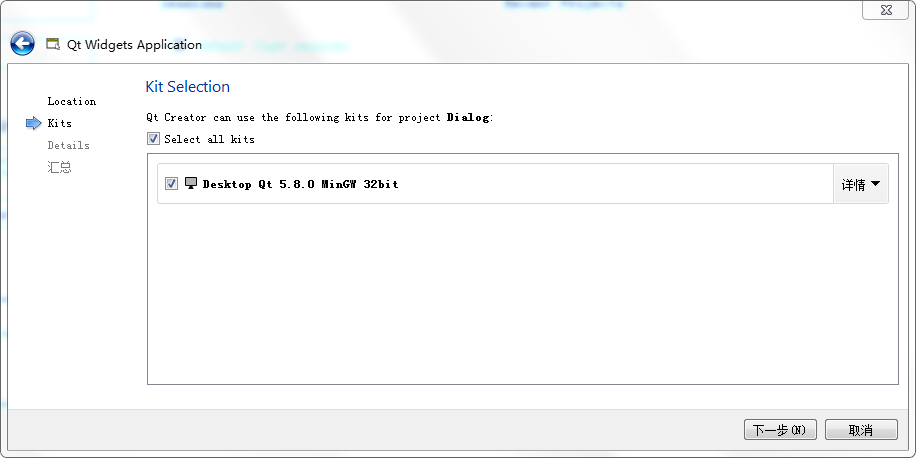 Qt Widgets Application
Location
Kits
Details
汇总
Kit Selection
Qt Creator can use the following kits for project Dialog:
Select all kits
Desktop Qt 5.8.0 MinGW 32bit
详情
下一步(N)
取消